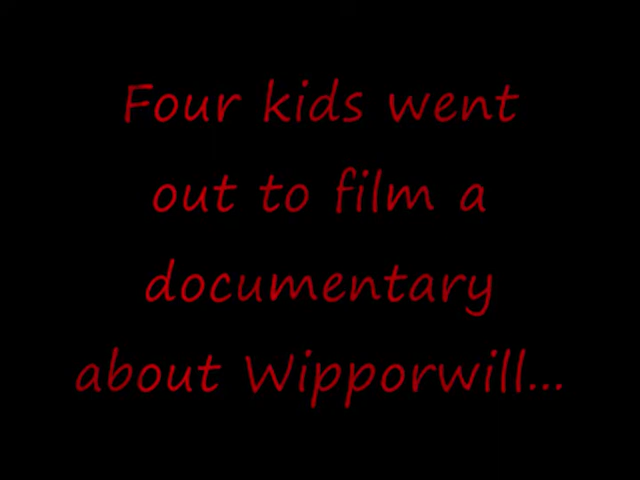 Four kids went
out to film a
documentary
about Wipporwill...